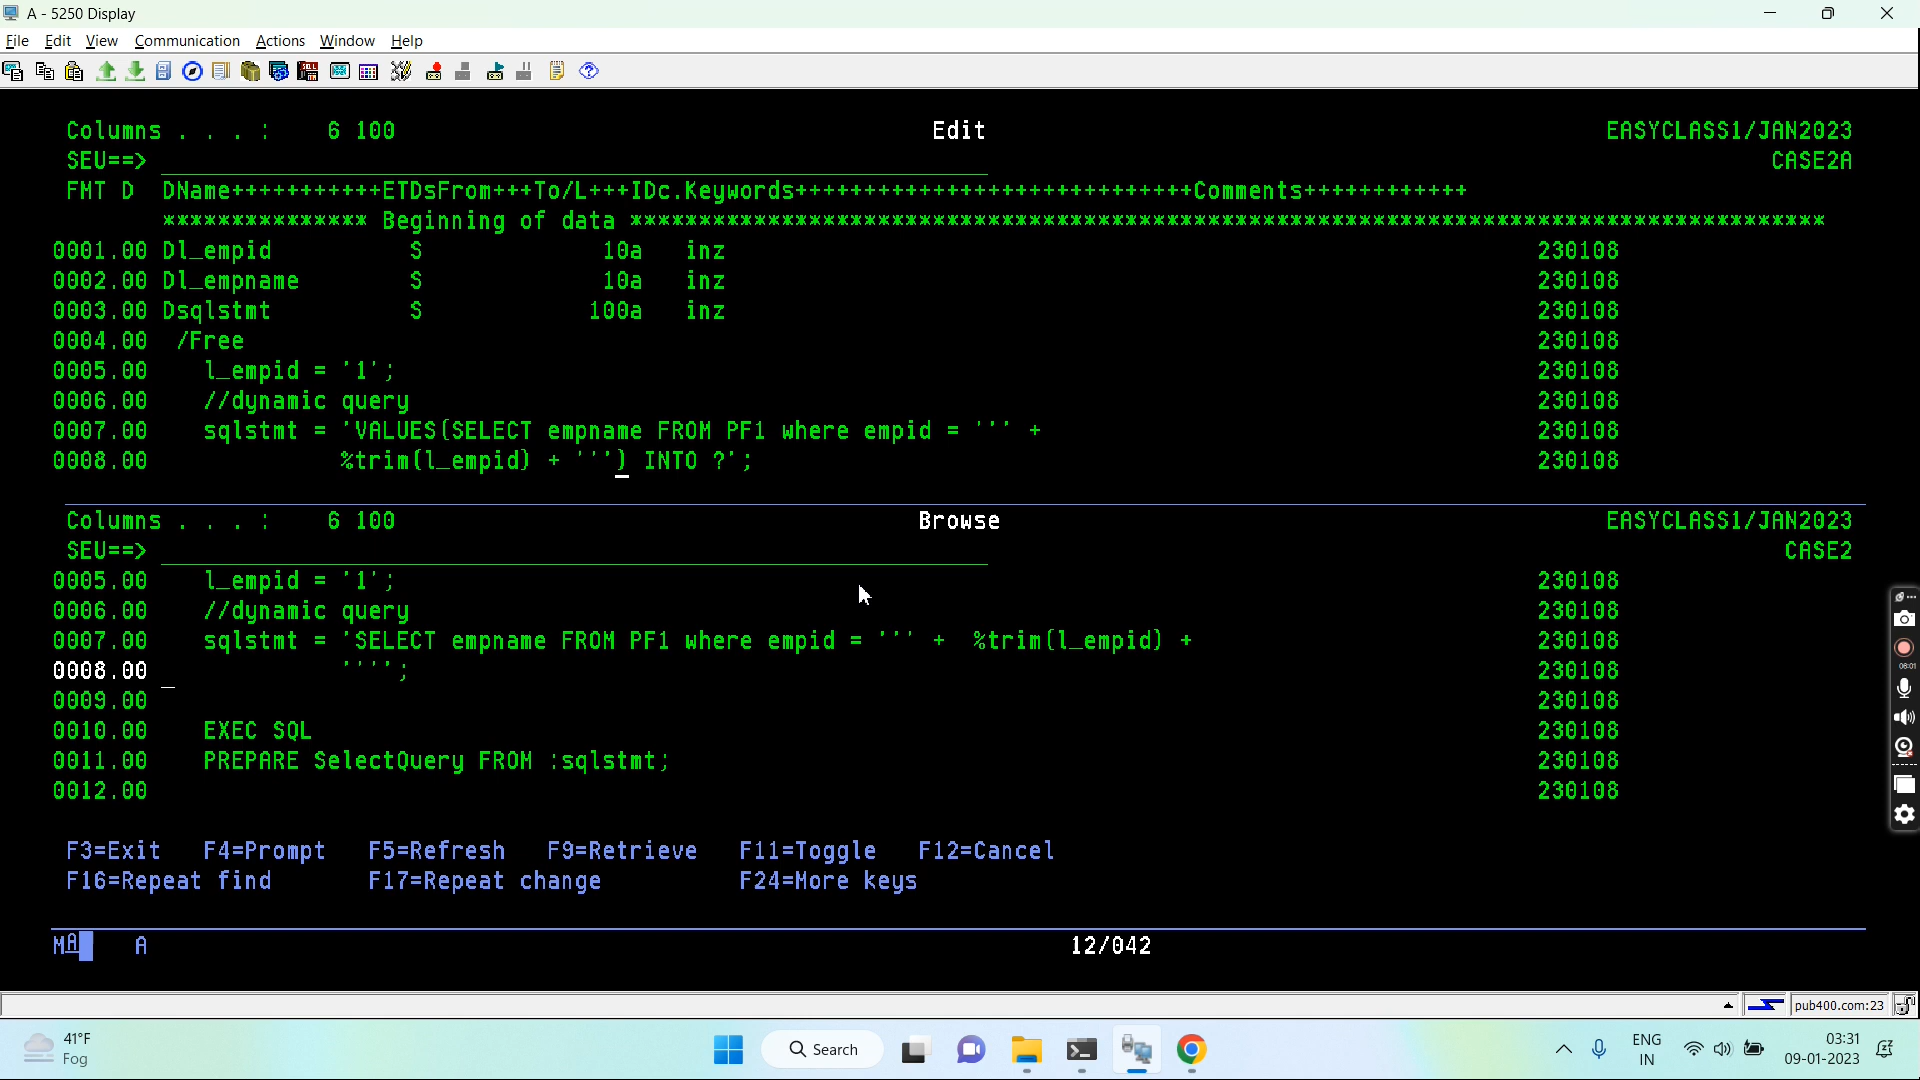 A - 5250 Display
File Edit View Communication Actions Window Help
Columns . . . :    6 100    Edit    EASYCLASS1/JAN2023
SEU==>    CASE2A
FMT D  DName+++++++++++ETDsFrom+++To/L+++IDc.Keywords+++++++++++++++++++++++++++++Comments++++++++++++
*************** Beginning of data ***************************************************************************************
0001.00 Dl_empid          S             10a   inz    230108
0002.00 Dl_empname        S             10a   inz    230108
0003.00 Dsqlstmt          S            100a   inz    230108
0004.00  /Free    230108
0005.00    l_empid = '1';    230108
0006.00    //dynamic query    230108
0007.00    sqlstmt = 'VALUES(SELECT empname FROM PF1 where empid = ''' +    230108
0008.00              %trim(l_empid) + ''') INTO ?';    230108
Columns . . . :    6 100    Browse    EASYCLASS1/JAN2023
SEU==>    CASE2
0005.00    l_empid = '1';    230108
0006.00    //dynamic query    230108
0007.00    sqlstmt = 'SELECT empname FROM PF1 where empid = ''' +  %trim(l_empid) +    230108
0008.00              '''';    230108
0009.00    230108
0010.00    EXEC SQL    230108
0011.00    PREPARE SelectQuery FROM :sqlstmt;    230108
0012.00    230108
F3=Exit   F4=Prompt   F5=Refresh   F9=Retrieve   F11=Toggle   F12=Cancel
F16=Repeat find       F17=Repeat change          F24=More keys
MA    A    12/042
pub400.com:23
41°F
Fog
Search
ENG
IN
03:31
09-01-2023